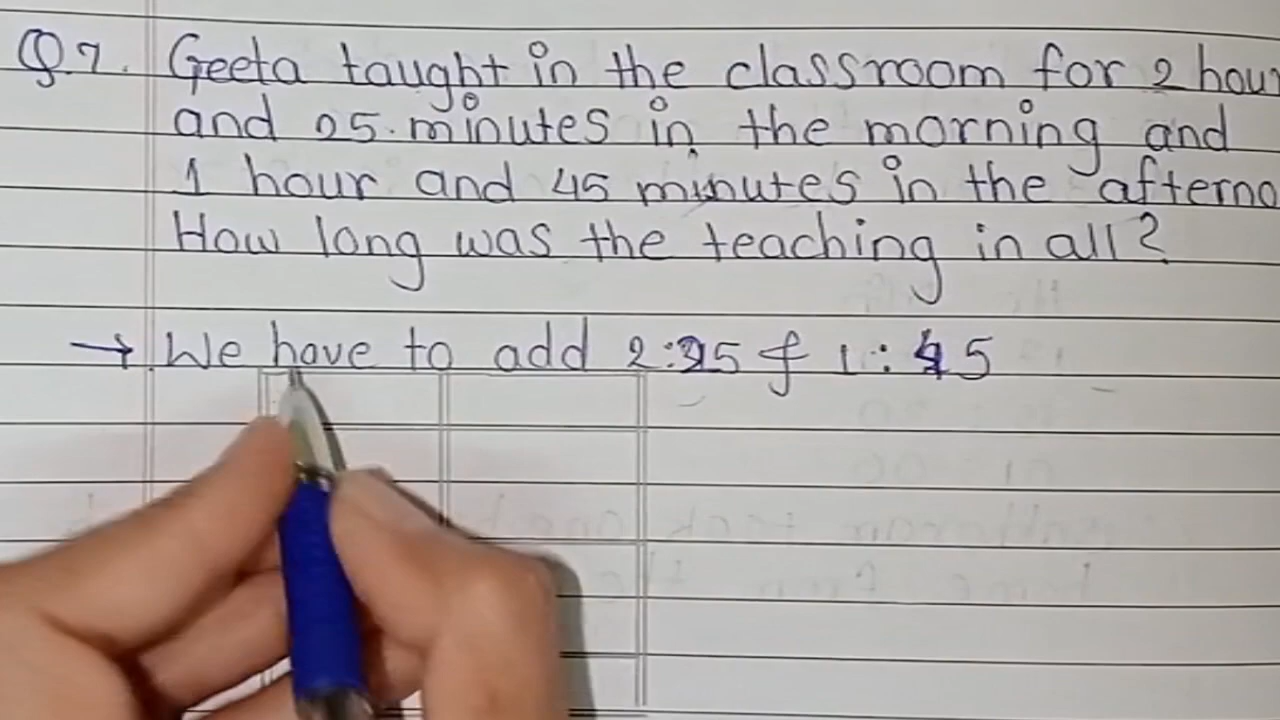 Q7. Geeta taught in the classroom for 2 hour
and 25 minutes in the morning and
1 hour and 45 minutes in the afterno
How long was the teaching in all?
→ We have to add 2:25 & 1:45